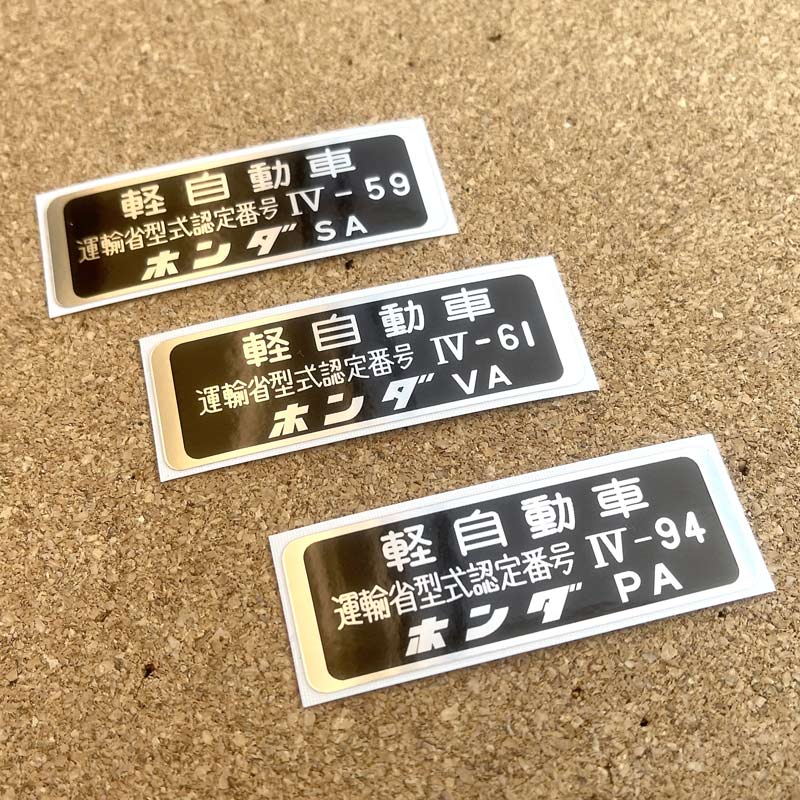 軽自動車
運輸省型式認定番号 IV-59
ホンダ SA
軽自動車
運輸省型式認定番号 IV-61
ホンダ VA
軽自動車
運輸省型式認定番号 IV-94
ホンダ PA